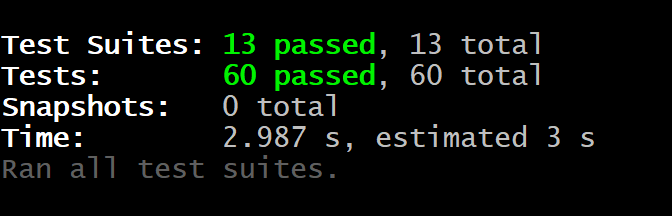 Test Suites: 13 passed, 13 total
Tests:       60 passed, 60 total
Snapshots:   0 total
Time:        2.987 s, estimated 3 s
Ran all test suites.